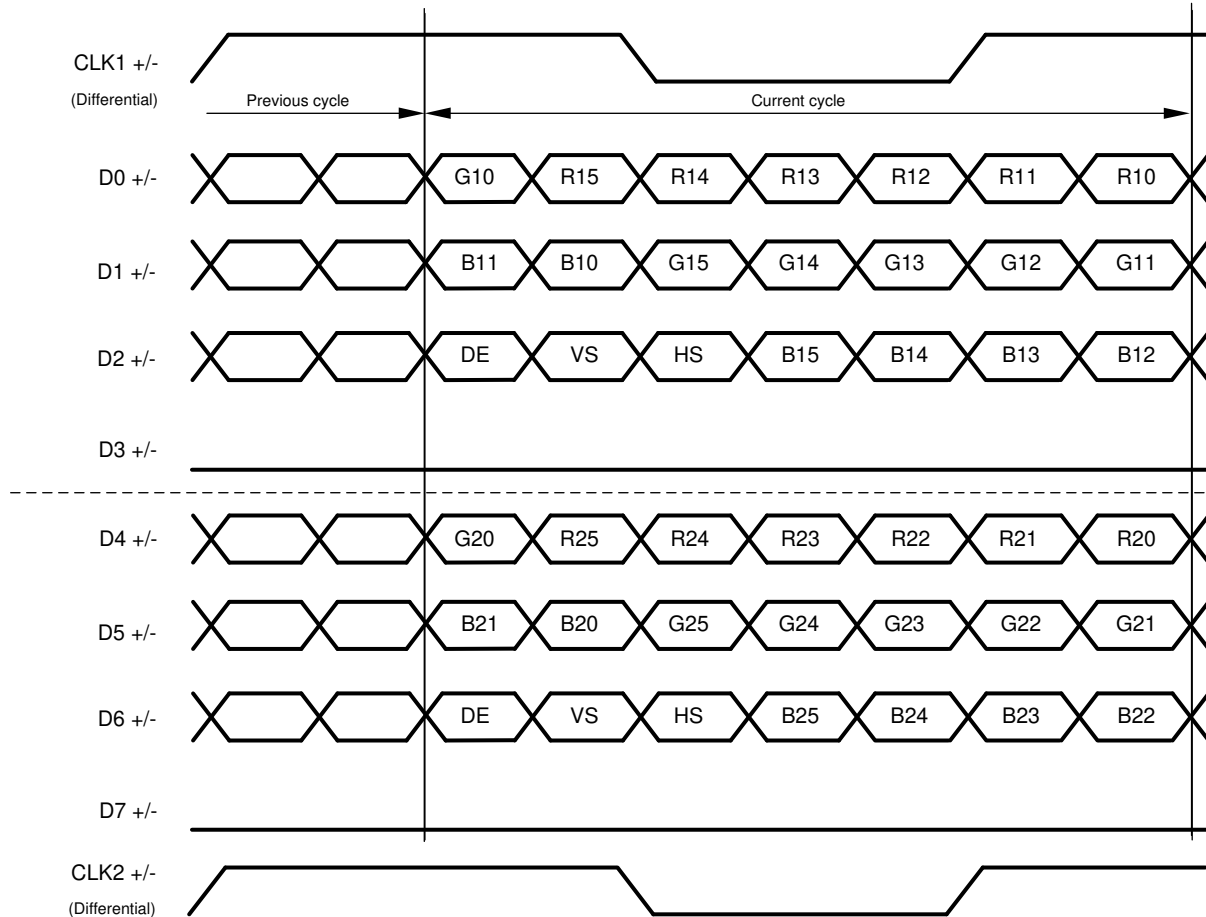 CLK1 +/-
(Differential)
Previous cycle
Current cycle
D0 +/- G10 R15 R14 R13 R12 R11 R10
D1 +/- B11 B10 G15 G14 G13 G12 G11
D2 +/- DE VS HS B15 B14 B13 B12
D3 +/-
D4 +/- G20 R25 R24 R23 R22 R21 R20
D5 +/- B21 B20 G25 G24 G23 G22 G21
D6 +/- DE VS HS B25 B24 B23 B22
D7 +/-
CLK2 +/-
(Differential)